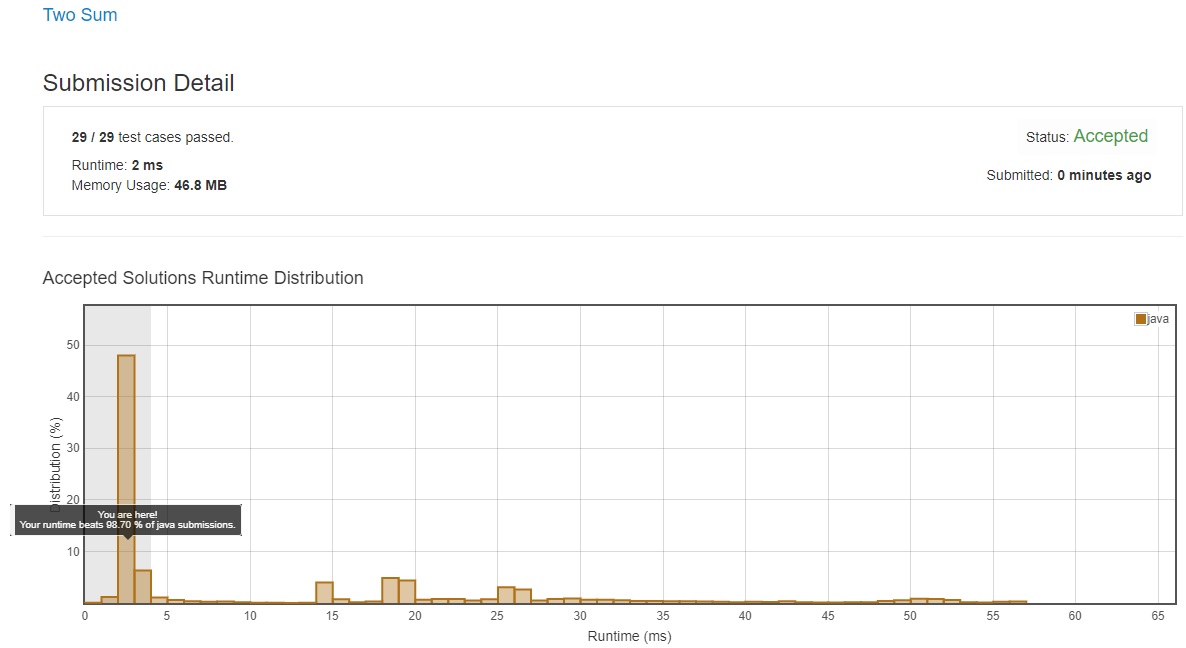 Two Sum
Submission Detail
29 / 29 test cases passed.
Status: Accepted
Runtime: 2 ms
Memory Usage: 46.8 MB
Submitted: 0 minutes ago
Accepted Solutions Runtime Distribution
java
Distribution (%)
50
40
30
20
10
You are here!
Your runtime beats 98.70 % of java submissions.
0 5 10 15 20 25 30 35 40 45 50 55 60 65
Runtime (ms)